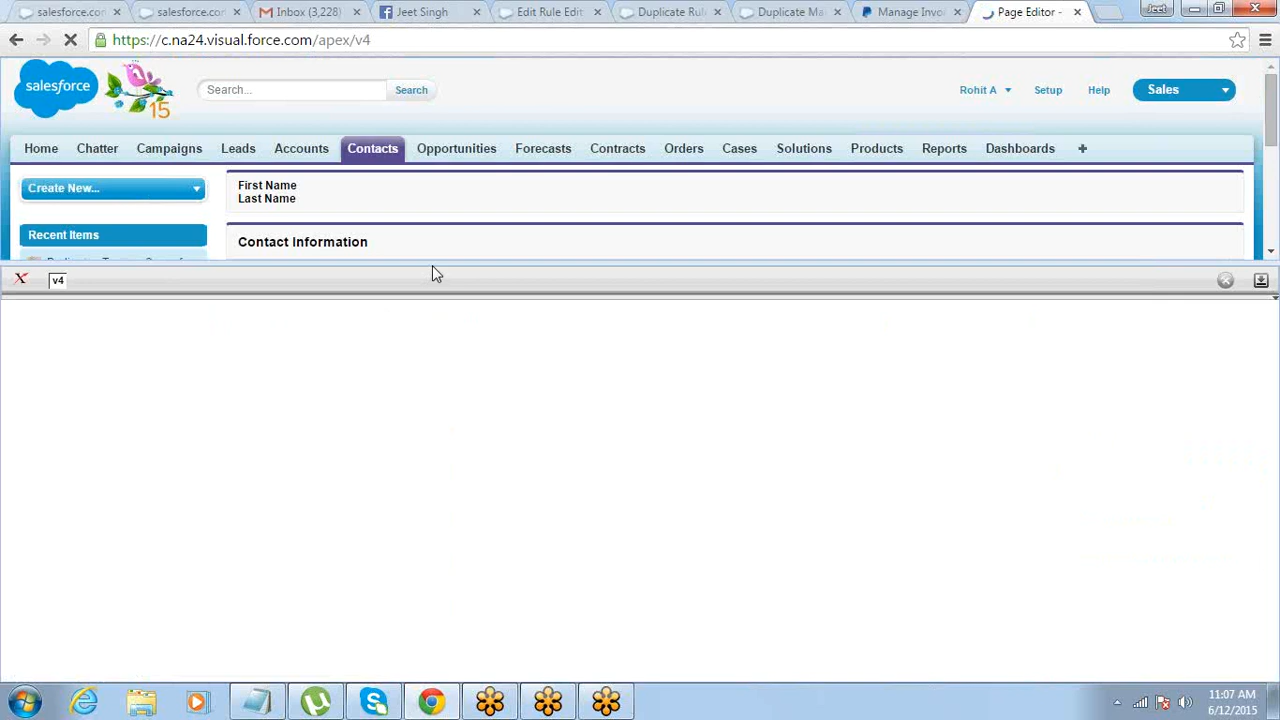 salesforce.com
salesforce.com
Inbox (3,228)
Jeet Singh
Edit Rule Edit
Duplicate Rul
Duplicate Ma
Manage Invo
Page Editor -
Jeet
https://c.na24.visual.force.com/apex/v4
salesforce
15
Search...
Search
Rohit A
Setup
Help
Sales
Home
Chatter
Campaigns
Leads
Accounts
Contacts
Opportunities
Forecasts
Contracts
Orders
Cases
Solutions
Products
Reports
Dashboards
Create New...
First Name
Last Name
Recent Items
Contact Information
v4
11:07 AM
6/12/2015